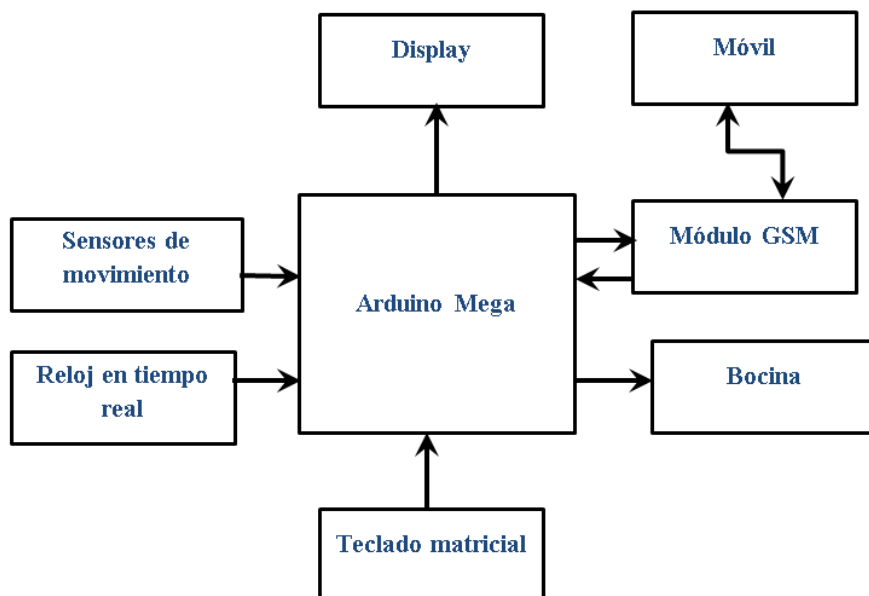 Display
Móvil
Sensores de
movimiento
Módulo GSM
Arduino Mega
Reloj en tiempo
real
Bocina
Teclado matricial